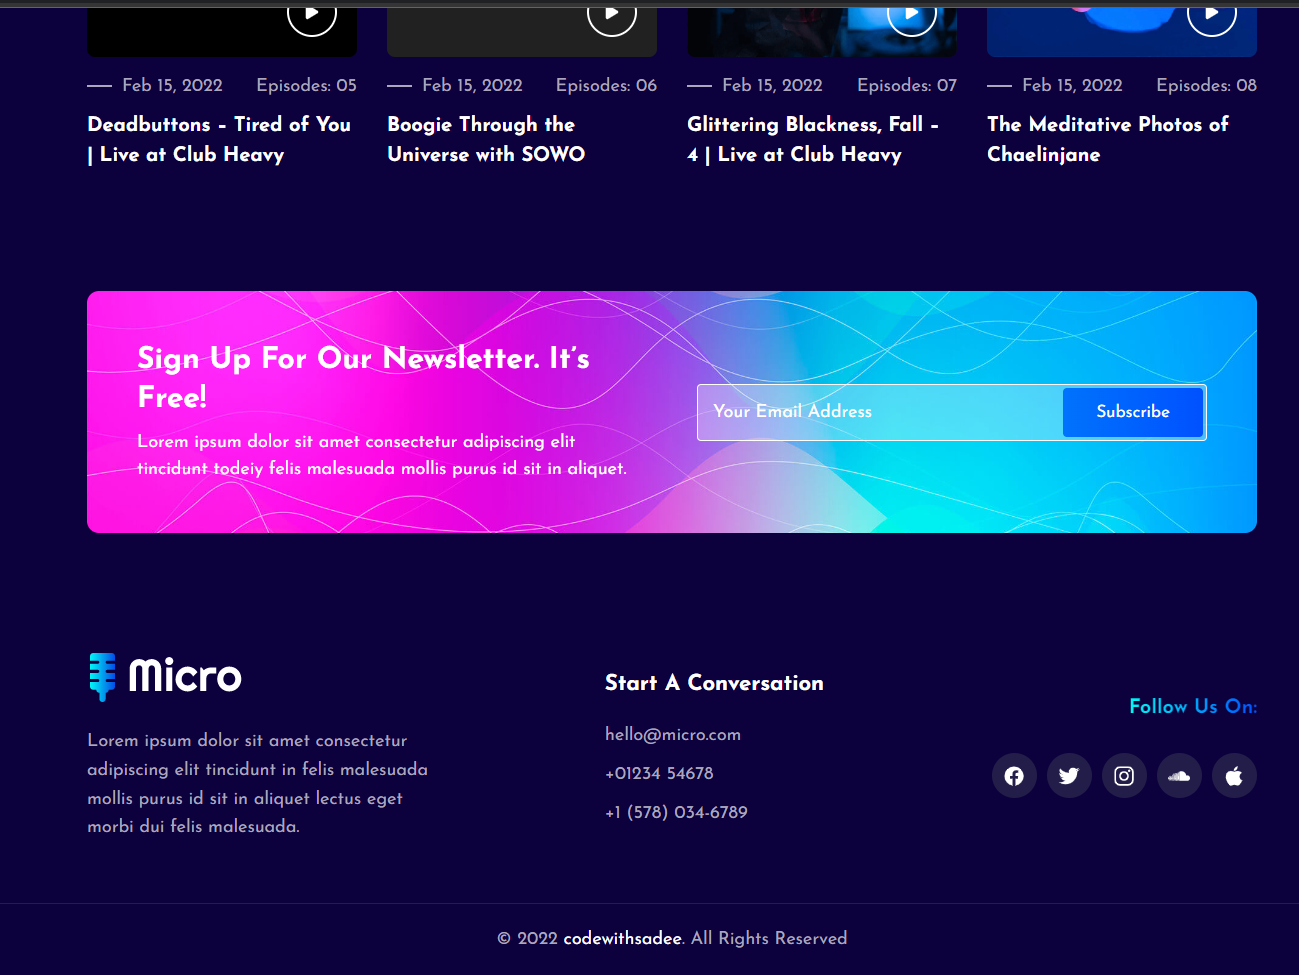 Feb 15, 2022 Episodes: 05
Deadbuttons – Tired of You
| Live at Club Heavy
Feb 15, 2022 Episodes: 06
Boogie Through the
Universe with SOWO
Feb 15, 2022 Episodes: 07
Glittering Blackness, Fall –
4 | Live at Club Heavy
Feb 15, 2022 Episodes: 08
The Meditative Photos of
Chaelinjane
Sign Up For Our Newsletter. It's
Free!
Lorem ipsum dolor sit amet consectetur adipiscing elit
tincidunt todeiy felis malesuada mollis purus id sit in aliquet.
Your Email Address
Subscribe
Micro
Lorem ipsum dolor sit amet consectetur
adipiscing elit tincidunt in felis malesuada
mollis purus id sit in aliquet lectus eget
morbi dui felis malesuada.
Start A Conversation
hello@micro.com
+01234 54678
+1 (578) 034-6789
Follow Us On:
© 2022 codewithsadee. All Rights Reserved